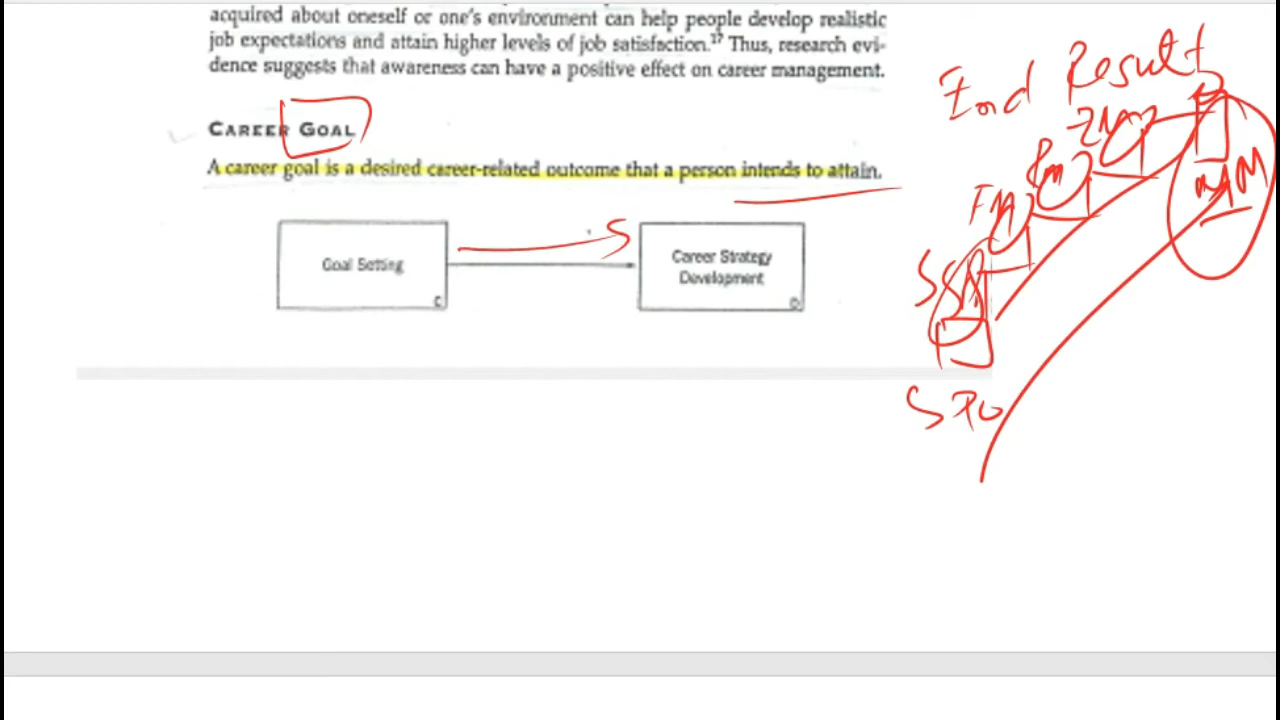 acquired about oneself or one's environment can help people develop realistic
job expectations and attain higher levels of job satisfaction.17 Thus, research evi-
dence suggests that awareness can have a positive effect on career management.
CAREER GOAL
A career goal is a desired career-related outcome that a person intends to attain.
Goal Setting
C
Career Strategy
Development
D
End Result
FM
SPO